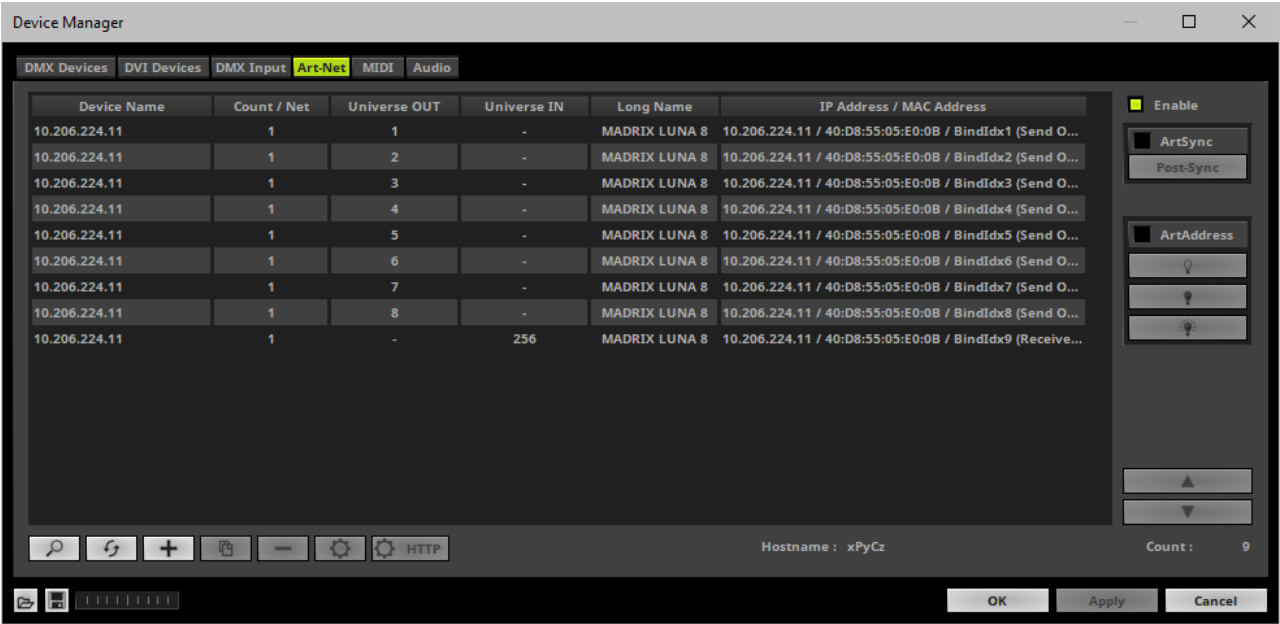 Device Manager
DMX Devices DVI Devices DMX Input Art-Net MIDI Audio
Device Name Count / Net Universe OUT Universe IN Long Name IP Address / MAC Address
10.206.224.11 1 1 - MADRIX LUNA 8 10.206.224.11 / 40:D8:55:05:E0:0B / BindIdx1 (Send O...
10.206.224.11 1 2 - MADRIX LUNA 8 10.206.224.11 / 40:D8:55:05:E0:0B / BindIdx2 (Send O...
10.206.224.11 1 3 - MADRIX LUNA 8 10.206.224.11 / 40:D8:55:05:E0:0B / BindIdx3 (Send O...
10.206.224.11 1 4 - MADRIX LUNA 8 10.206.224.11 / 40:D8:55:05:E0:0B / BindIdx4 (Send O...
10.206.224.11 1 5 - MADRIX LUNA 8 10.206.224.11 / 40:D8:55:05:E0:0B / BindIdx5 (Send O...
10.206.224.11 1 6 - MADRIX LUNA 8 10.206.224.11 / 40:D8:55:05:E0:0B / BindIdx6 (Send O...
10.206.224.11 1 7 - MADRIX LUNA 8 10.206.224.11 / 40:D8:55:05:E0:0B / BindIdx7 (Send O...
10.206.224.11 1 8 - MADRIX LUNA 8 10.206.224.11 / 40:D8:55:05:E0:0B / BindIdx8 (Send O...
10.206.224.11 1 - 256 MADRIX LUNA 8 10.206.224.11 / 40:D8:55:05:E0:0B / BindIdx9 (Receive...
Enable
ArtSync
Post-Sync
ArtAddress
HTTP
Hostname : xPyCz
Count : 9
OK Apply Cancel